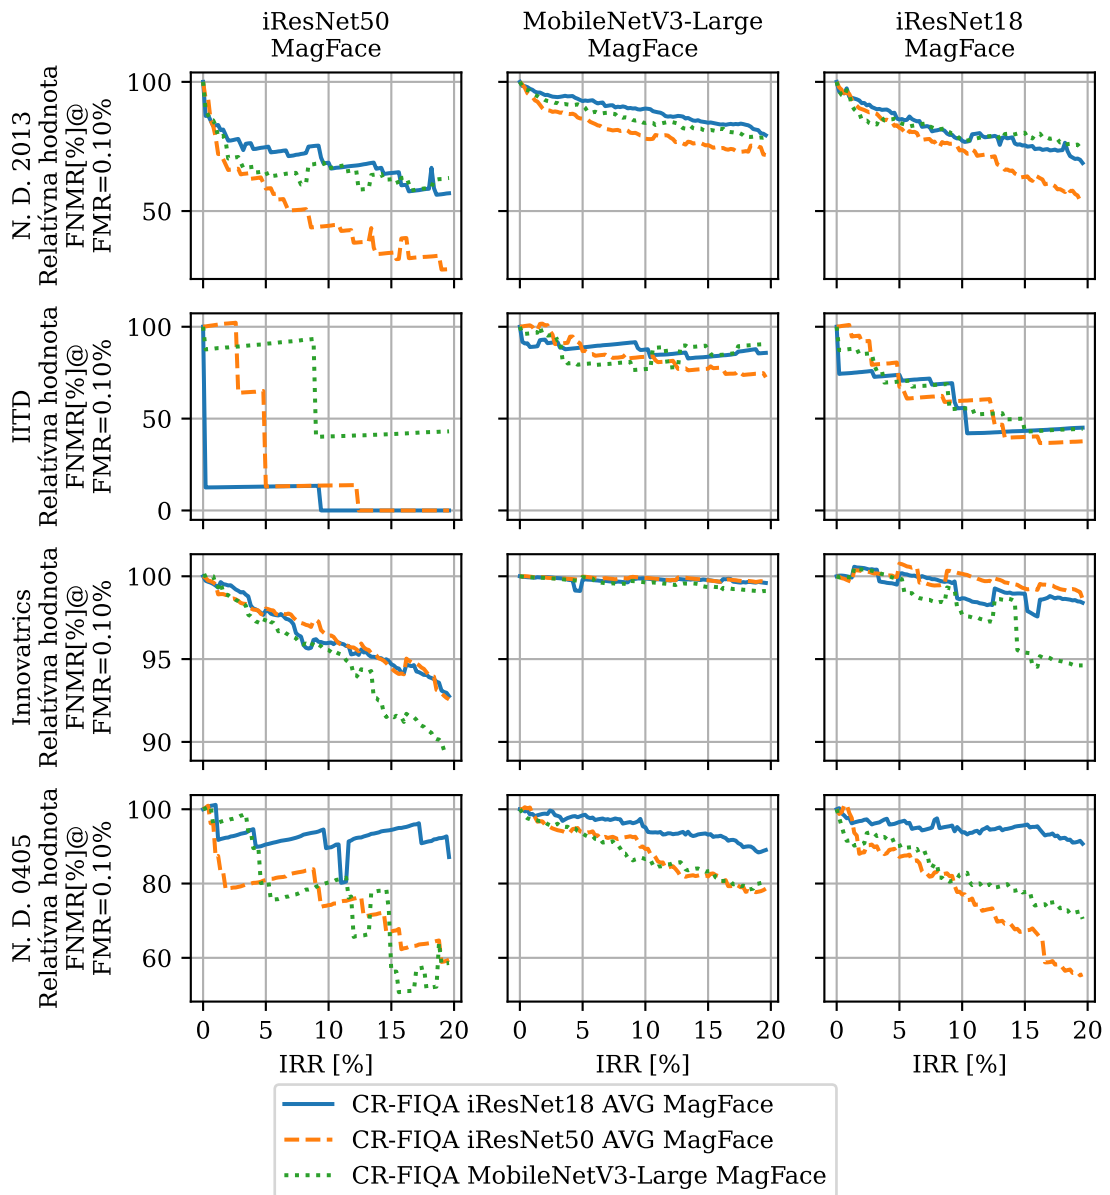 iResNet50
MagFace
MobileNetV3-Large
MagFace
iResNet18
MagFace
N. D. 2013
Relatívna hodnota
FNMR[%]@
FMR=0.10%
100
50
IITD
Relatívna hodnota
FNMR[%]@
FMR=0.10%
100
50
0
Innovatrics
Relatívna hodnota
FNMR[%]@
FMR=0.10%
100
95
90
N. D. 0405
Relatívna hodnota
FNMR[%]@
FMR=0.10%
100
80
60
0 5 10 15 20
0 5 10 15 20
0 5 10 15 20
IRR [%]
IRR [%]
IRR [%]
CR-FIQA iResNet18 AVG MagFace
CR-FIQA iResNet50 AVG MagFace
CR-FIQA MobileNetV3-Large MagFace